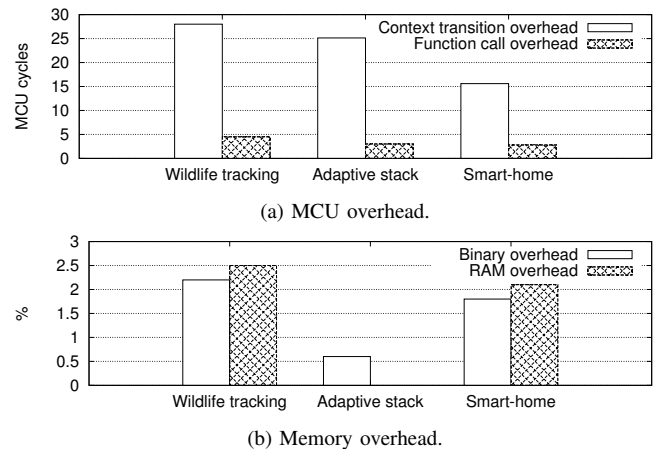 30
25
20
15
10
5
0
MCU cycles
Context transition overhead
Function call overhead
Wildlife tracking Adaptive stack Smart-home
(a) MCU overhead.
3
2.5
2
1.5
1
0.5
0
%
Binary overhead
RAM overhead
Wildlife tracking Adaptive stack Smart-home
(b) Memory overhead.